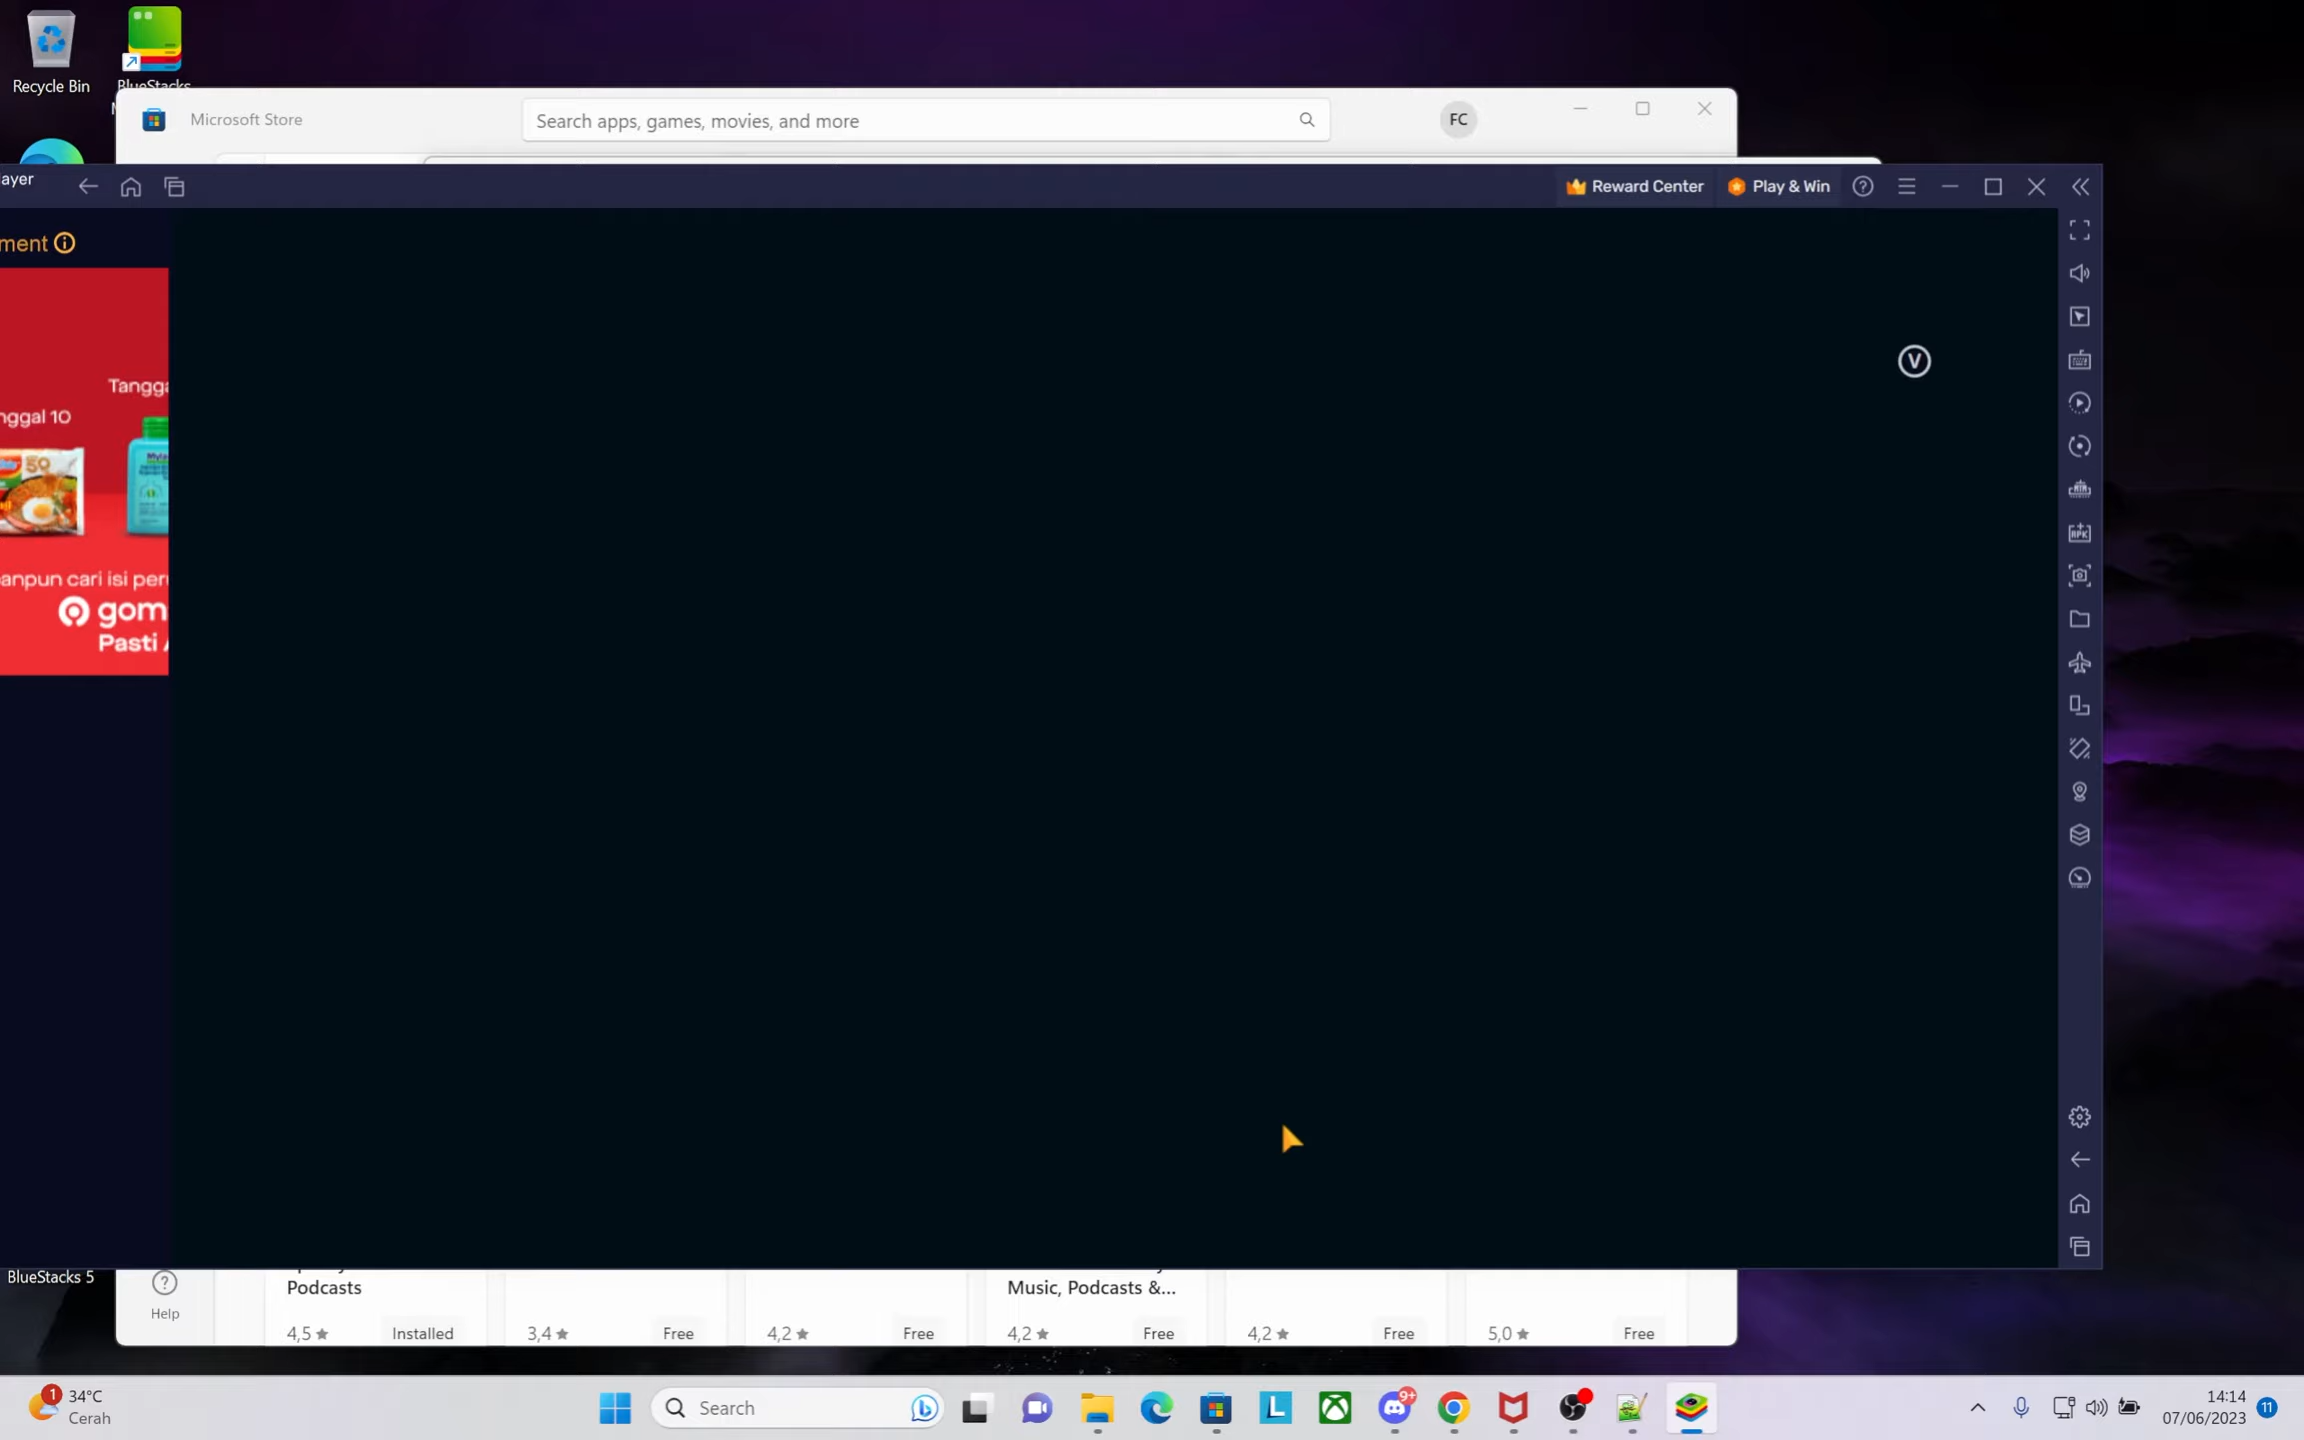 Recycle Bin
BlueStacks
Microsoft Store
Search apps, games, movies, and more
FC
ayer
Reward Center
Play & Win
ment
V
Tangga
nggal 10
50
anpun cari isi per
gom
Pasti
BlueStacks 5
Help
Podcasts
4,5 ★
Installed
3,4 ★
Free
4,2 ★
Free
Music, Podcasts &...
4,2 ★
Free
4,2 ★
Free
5,0 ★
Free
1
34°C
Cerah
Search
L
9+
14:14
07/06/2023
11